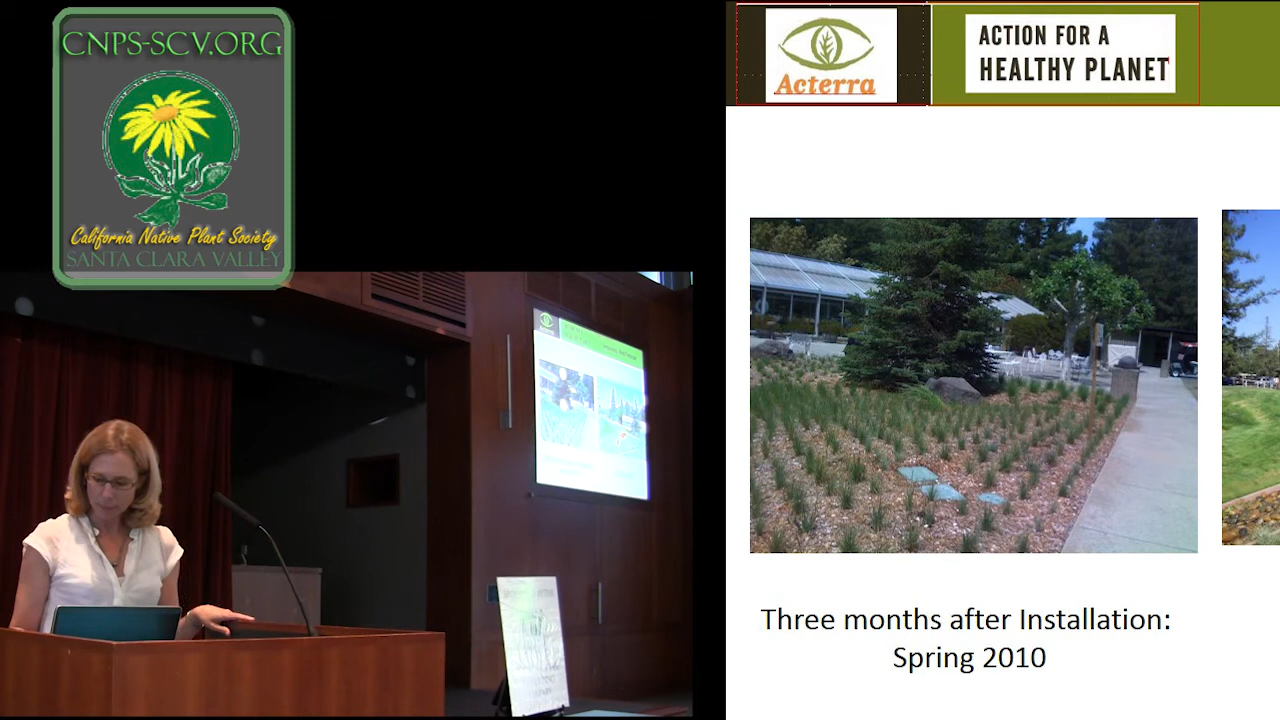 CNPS-SCV.ORG
California Native Plant Society
SANTA CLARA VALLEY
Acterra
ACTION FOR A
HEALTHY PLANET
Three months after Installation:
Spring 2010